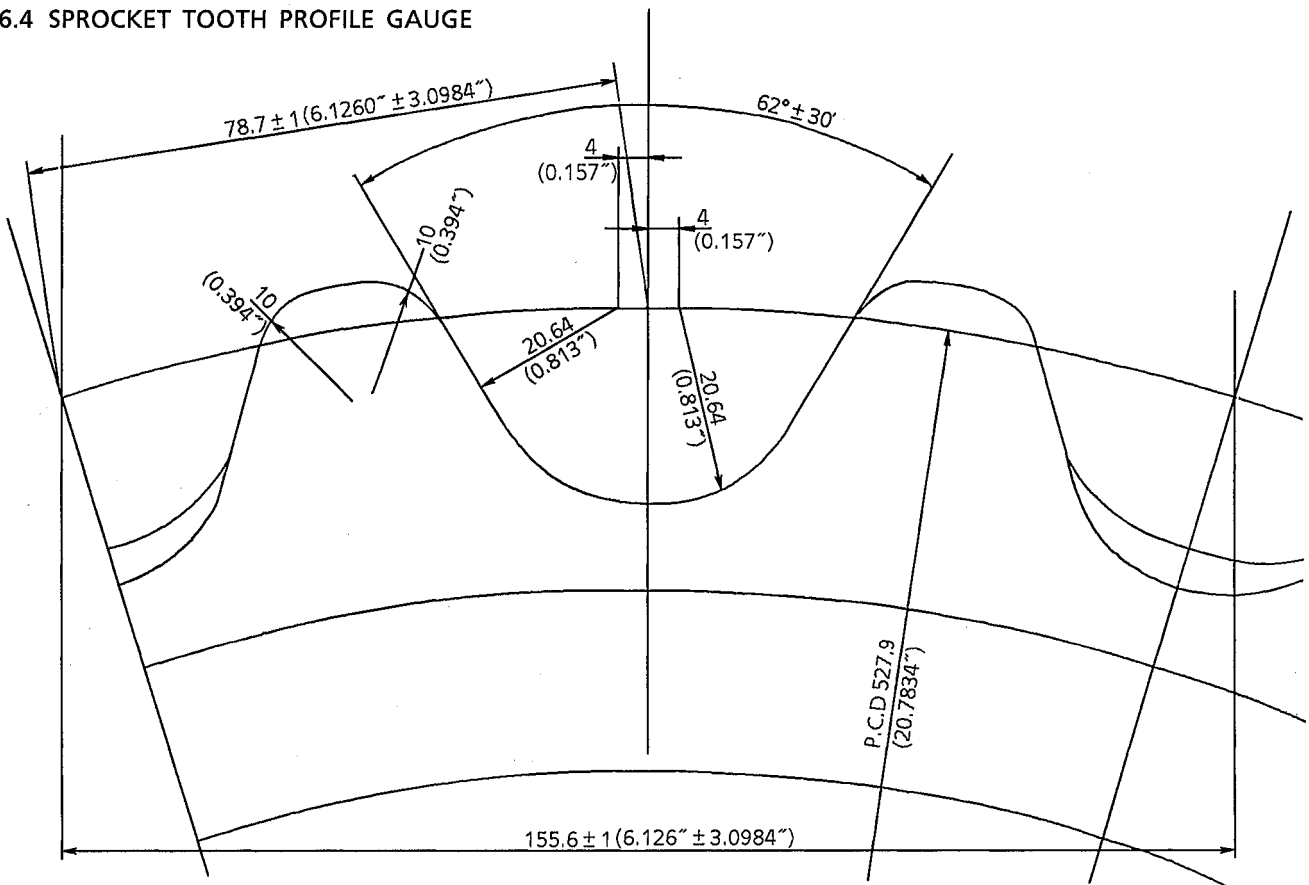 6.4 SPROCKET TOOTH PROFILE GAUGE
78.7 ± 1 (6.1260″ ± 3.0984″)
62° ± 30′
4
(0.157″)
4
(0.157″)
10
(0.394″)
10
(0.394″)
20.64
(0.813″)
20.64
(0.813″)
P.C.D 527.9
(20.7834″)
155.6 ± 1 (6.126″ ± 3.0984″)